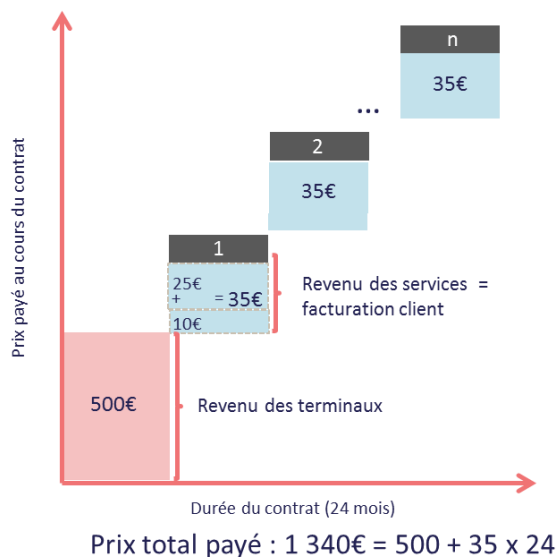 n
35€
...
2
35€
1
25€
+
= 35€
10€
Revenu des services =
facturation client
500€
Revenu des terminaux
Prix payé au cours du contrat
Durée du contrat (24 mois)
Prix total payé : 1 340€ = 500 + 35 x 24